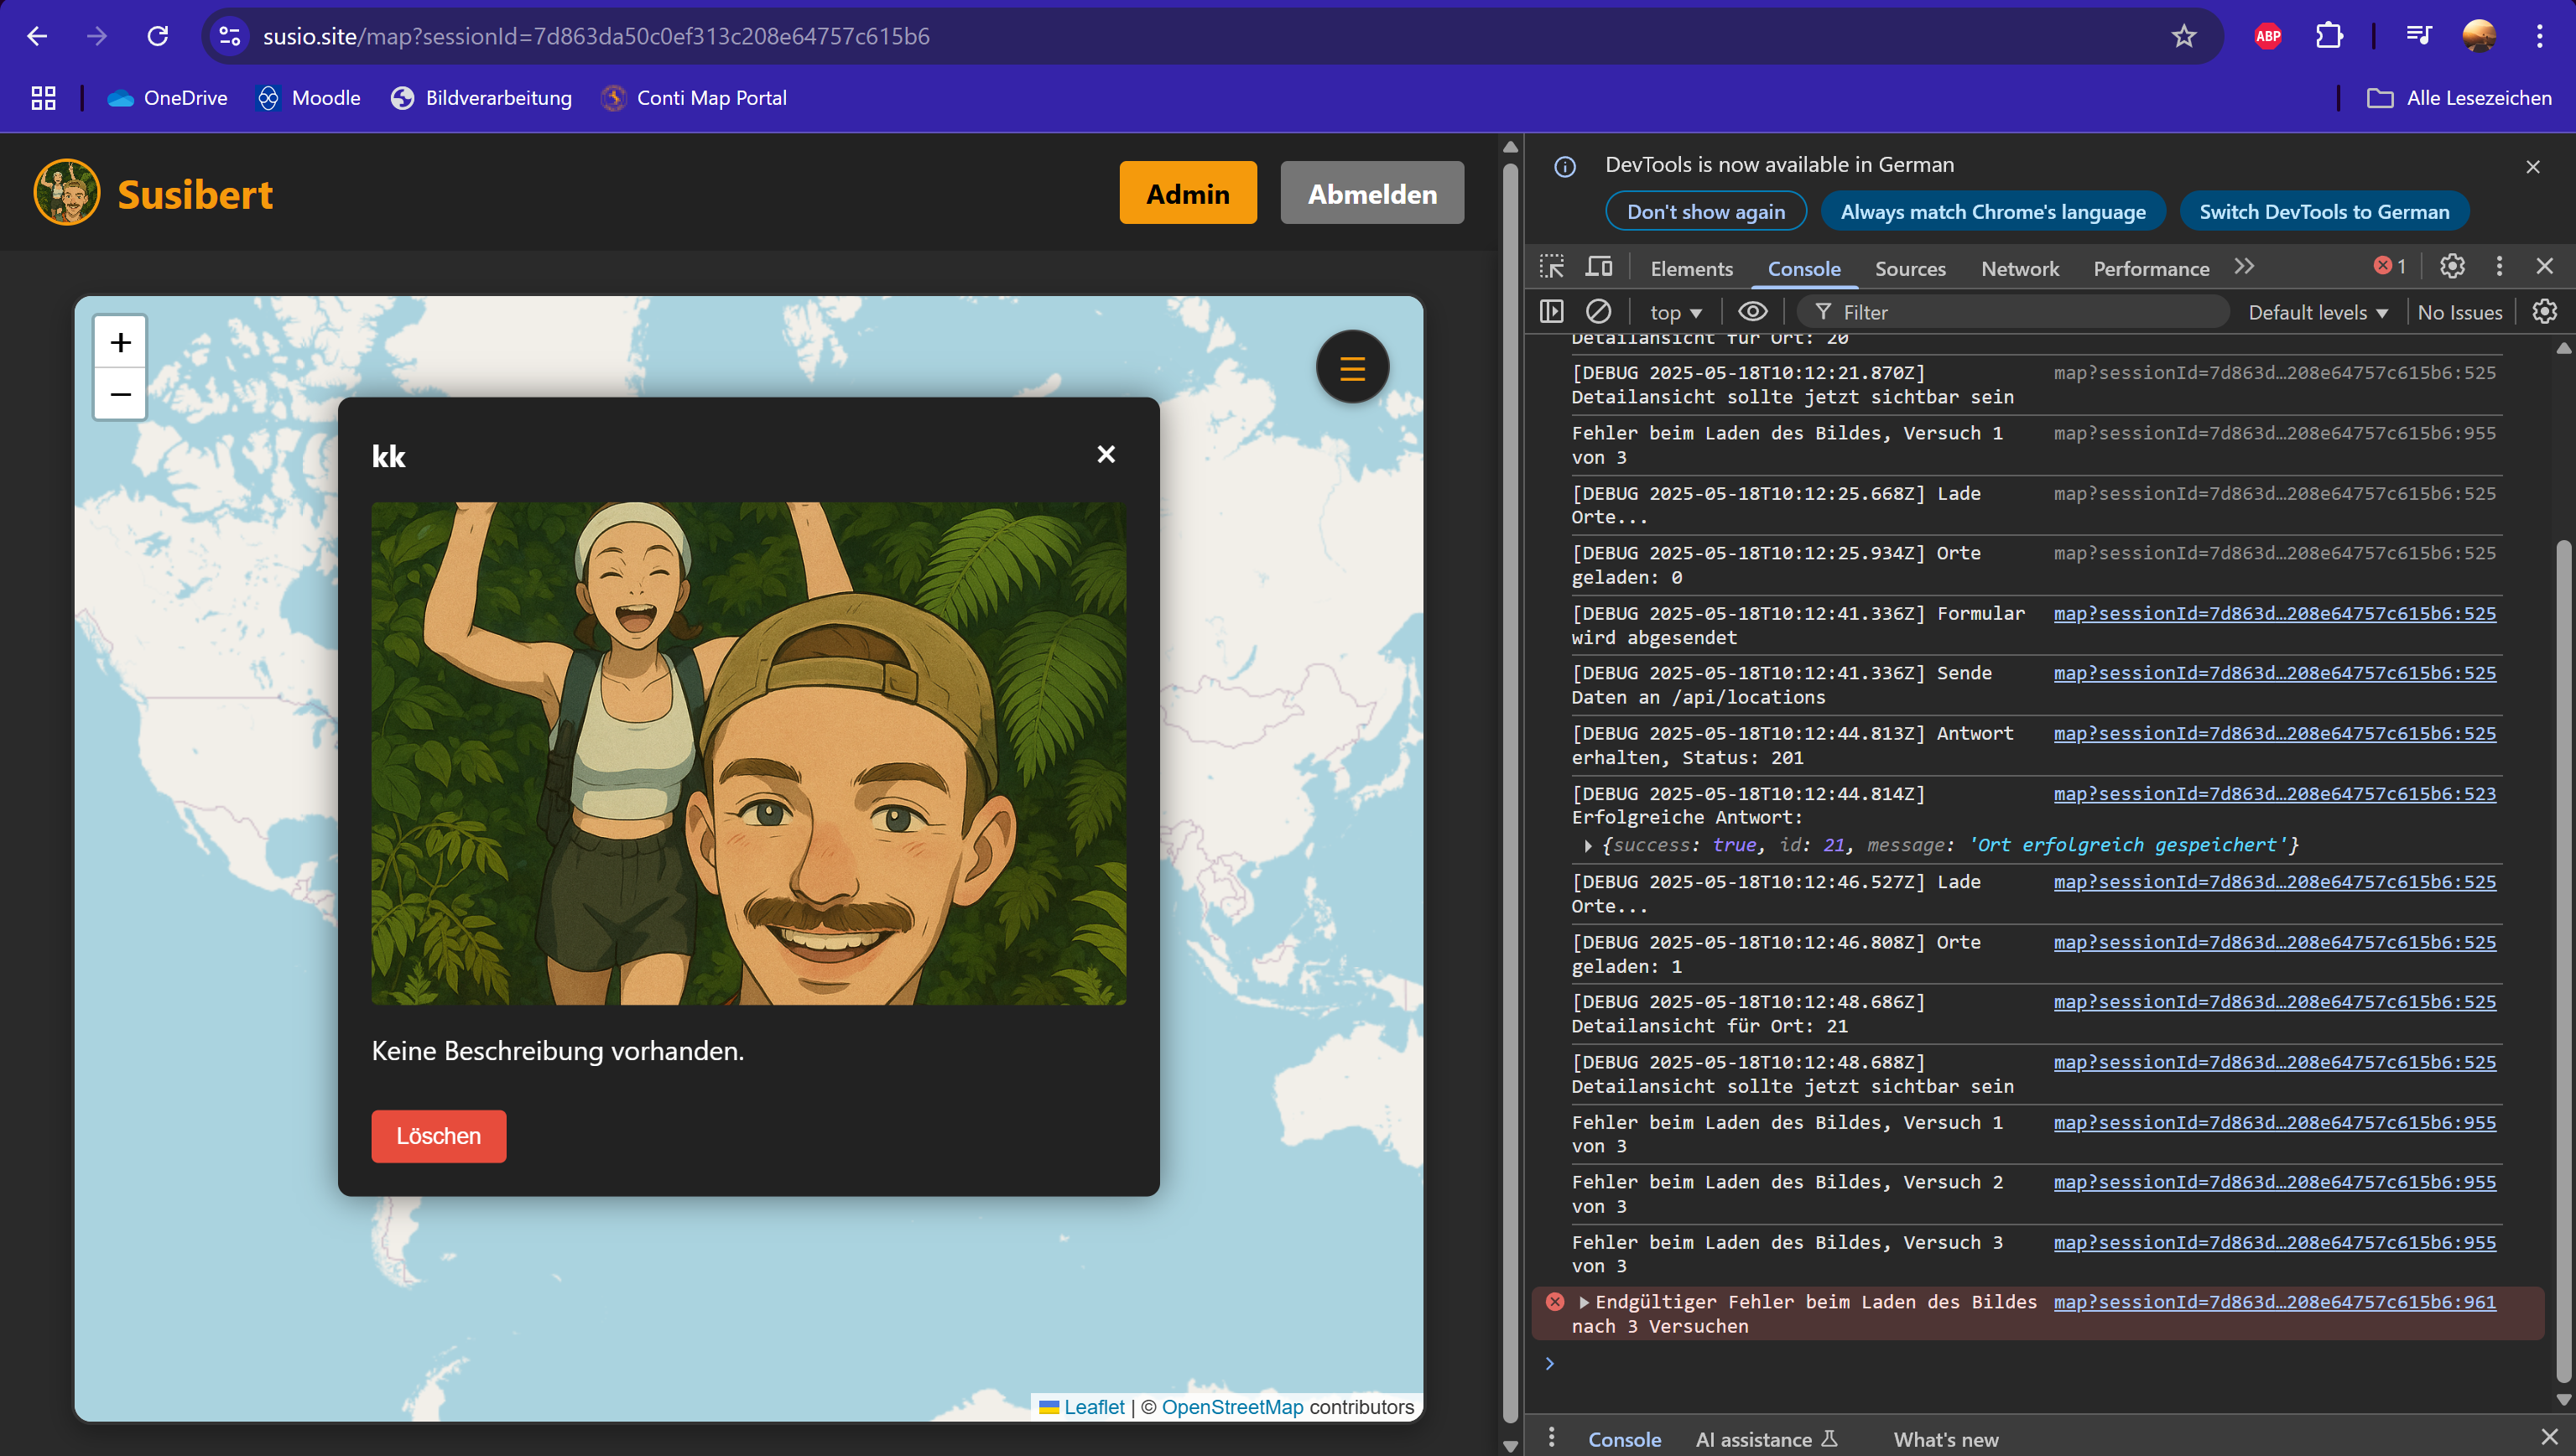 susio.site/map?sessionId=7d863da50c0ef313c208e64757c615b6
ABP
OneDrive
Moodle
Bildverarbeitung
Conti Map Portal
Alle Lesezeichen
Susibert
Admin
Abmelden
+
−
kk
×
Keine Beschreibung vorhanden.
Löschen
Leaflet | © OpenStreetMap contributors
DevTools is now available in German
Don't show again
Always match Chrome's language
Switch DevTools to German
Elements
Console
Sources
Network
Performance
1
top
Filter
Default levels
No Issues
Detailansicht für Ort: 20
[DEBUG 2025-05-18T10:12:21.870Z] map?sessionId=7d863d…208e64757c615b6:525
Detailansicht sollte jetzt sichtbar sein
Fehler beim Laden des Bildes, Versuch 1 map?sessionId=7d863d…208e64757c615b6:955
von 3
[DEBUG 2025-05-18T10:12:25.668Z] Lade map?sessionId=7d863d…208e64757c615b6:525
Orte...
[DEBUG 2025-05-18T10:12:25.934Z] Orte map?sessionId=7d863d…208e64757c615b6:525
geladen: 0
[DEBUG 2025-05-18T10:12:41.336Z] Formular map?sessionId=7d863d…208e64757c615b6:525
wird abgesendet
[DEBUG 2025-05-18T10:12:41.336Z] Sende map?sessionId=7d863d…208e64757c615b6:525
Daten an /api/locations
[DEBUG 2025-05-18T10:12:44.813Z] Antwort map?sessionId=7d863d…208e64757c615b6:525
erhalten, Status: 201
[DEBUG 2025-05-18T10:12:44.814Z] map?sessionId=7d863d…208e64757c615b6:523
Erfolgreiche Antwort:
{success: true, id: 21, message: 'Ort erfolgreich gespeichert'}
[DEBUG 2025-05-18T10:12:46.527Z] Lade map?sessionId=7d863d…208e64757c615b6:525
Orte...
[DEBUG 2025-05-18T10:12:46.808Z] Orte map?sessionId=7d863d…208e64757c615b6:525
geladen: 1
[DEBUG 2025-05-18T10:12:48.686Z] map?sessionId=7d863d…208e64757c615b6:525
Detailansicht für Ort: 21
[DEBUG 2025-05-18T10:12:48.688Z] map?sessionId=7d863d…208e64757c615b6:525
Detailansicht sollte jetzt sichtbar sein
Fehler beim Laden des Bildes, Versuch 1 map?sessionId=7d863d…208e64757c615b6:955
von 3
Fehler beim Laden des Bildes, Versuch 2 map?sessionId=7d863d…208e64757c615b6:955
von 3
Fehler beim Laden des Bildes, Versuch 3 map?sessionId=7d863d…208e64757c615b6:955
von 3
Endgültiger Fehler beim Laden des Bildes map?sessionId=7d863d…208e64757c615b6:961
nach 3 Versuchen
Console
AI assistance
What's new